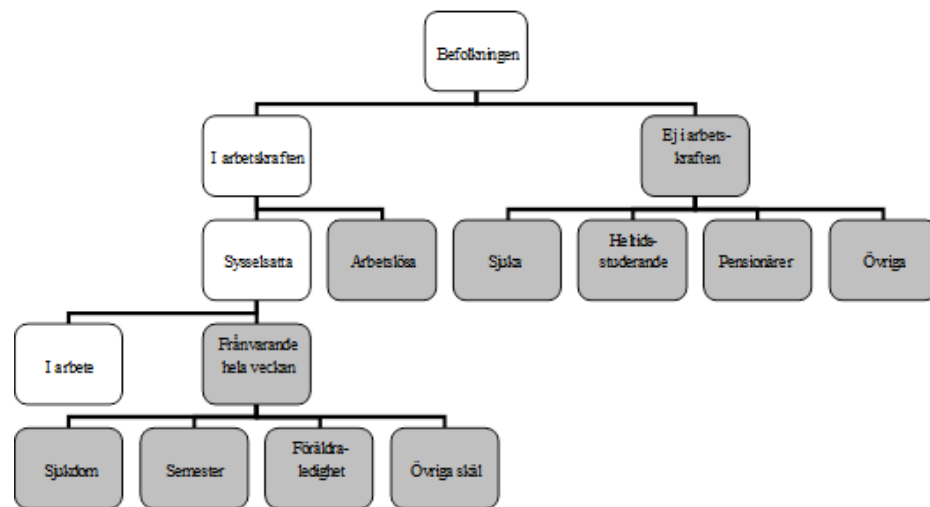 Befolkningen
I arbetskraften
Ej i arbets-
kraften
Sysselsatta
Arbetslösa
Sjuka
Heltids-
studerande
Pensionärer
Övriga
I arbete
Frånvarande
hela veckan
Sjukdom
Semester
Föräldra-
ledighet
Övriga skäl